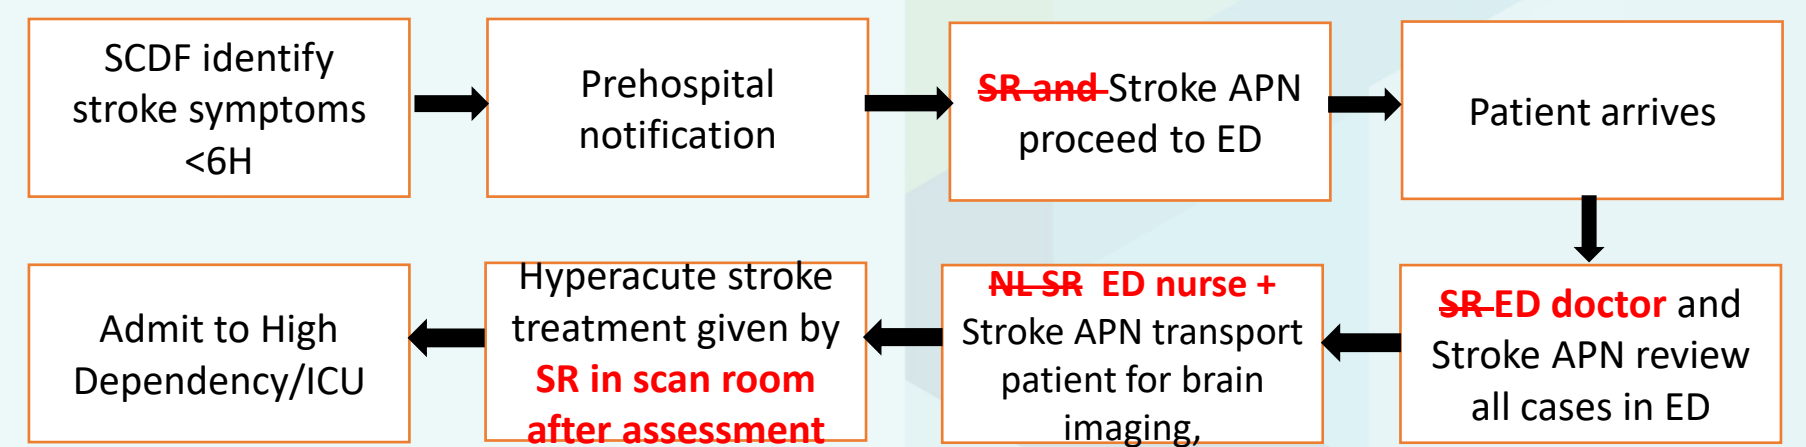 SCDF identify
stroke symptoms
<6H
Prehospital
notification
SR and Stroke APN
proceed to ED
Patient arrives
SR ED doctor and
Stroke APN review
all cases in ED
NL SR ED nurse +
Stroke APN transport
patient for brain
imaging,
Hyperacute stroke
treatment given by
SR in scan room
after assessment
Admit to High
Dependency/ICU